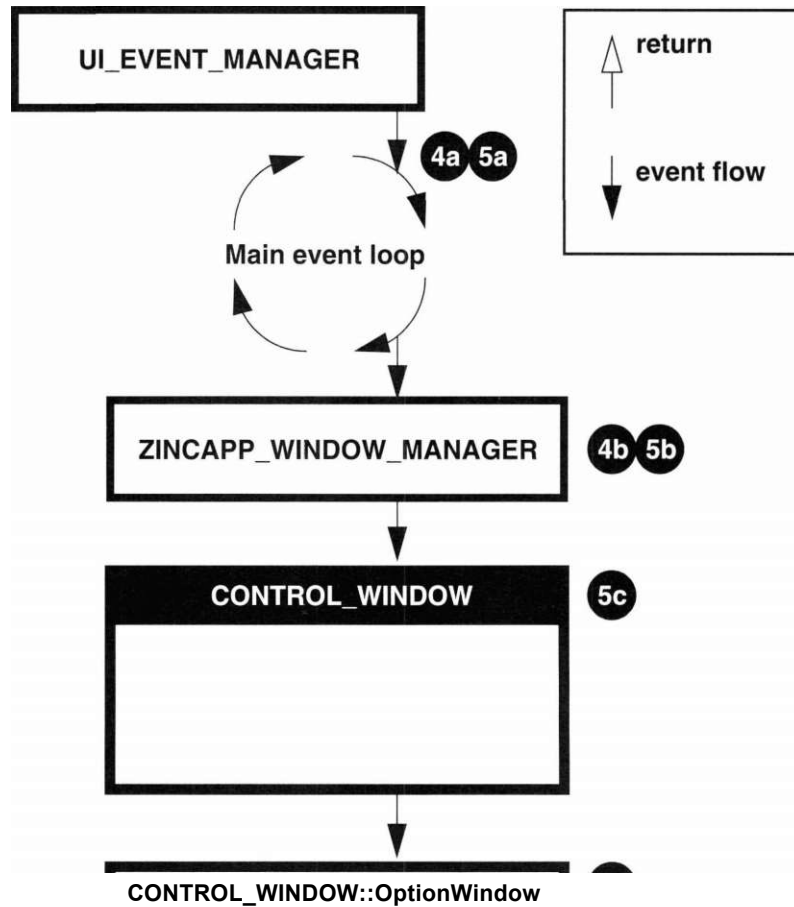 UI_EVENT_MANAGER
return
4a 5a
event flow
Main event loop
ZINCAPP_WINDOW_MANAGER
4b 5b
CONTROL_WINDOW
5c
CONTROL_WINDOW::OptionWindow